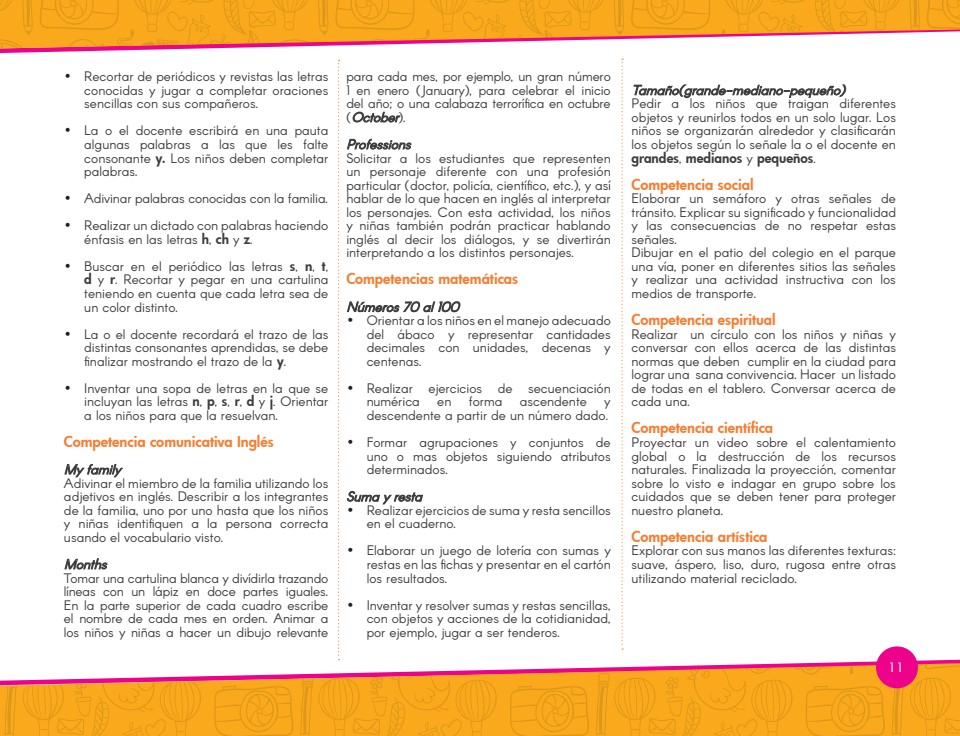 • Recortar de periódicos y revistas las letras
conocidas y jugar a completar oraciones
sencillas con sus compañeros.
• La o el docente escribirá en una pauta
algunas palabras a las que les falte
consonante y. Los niños deben completar
palabras.
• Adivinar palabras conocidas con la familia.
• Realizar un dictado con palabras haciendo
énfasis en las letras h, ch y z.
• Buscar en el periódico las letras s, n, t,
d y r. Recortar y pegar en una cartulina
teniendo en cuenta que cada letra sea de
un color distinto.
• La o el docente recordará el trazo de las
distintas consonantes aprendidas, se debe
finalizar mostrando el trazo de la y.
• Inventar una sopa de letras en la que se
incluyan las letras n, p, s, r, d y j. Orientar
a los niños para que la resuelvan.
Competencia comunicativa Inglés
My family
Adivinar el miembro de la familia utilizando los
adjetivos en inglés. Describir a los integrantes
de la familia, uno por uno hasta que los niños
y niñas identifiquen a la persona correcta
usando el vocabulario visto.
Months
Tomar una cartulina blanca y divídirla trazando
líneas con un lápiz en doce partes iguales.
En la parte superior de cada cuadro escribe
el nombre de cada mes en orden. Animar a
los niños y niñas a hacer un dibujo relevante
para cada mes, por ejemplo, un gran número
1 en enero (January), para celebrar el inicio
del año; o una calabaza terrorífica en octubre
(October).
Professions
Solicitar a los estudiantes que representen
un personaje diferente con una profesión
particular (doctor, policía, científico, etc.), y así
hablar de lo que hacen en inglés al interpretar
los personajes. Con esta actividad, los niños
y niñas también podrán practicar hablando
inglés al decir los diálogos, y se divertirán
interpretando a los distintos personajes.
Competencias matemáticas
Números 70 al 100
• Orientar a los niños en el manejo adecuado
del ábaco y representar cantidades
decimales con unidades, decenas y
centenas.
• Realizar ejercicios de secuenciación
numérica en forma ascendente y
descendente a partir de un número dado.
• Formar agrupaciones y conjuntos de
uno o mas objetos siguiendo atributos
determinados.
Suma y resta
• Realizar ejercicios de suma y resta sencillos
en el cuaderno.
• Elaborar un juego de lotería con sumas y
restas en las fichas y presentar en el cartón
los resultados.
• Inventar y resolver sumas y restas sencillas,
con objetos y acciones de la cotidianidad,
por ejemplo, jugar a ser tenderos.
Tamaño(grande-mediano-pequeño)
Pedir a los niños que traigan diferentes
objetos y reunirlos todos en un solo lugar. Los
niños se organizarán alrededor y clasificarán
los objetos según lo señale la o el docente en
grandes, medianos y pequeños.
Competencia social
Elaborar un semáforo y otras señales de
tránsito. Explicar su significado y funcionalidad
y las consecuencias de no respetar estas
señales.
Dibujar en el patio del colegio en el parque
una vía, poner en diferentes sitios las señales
y realizar una actividad instructiva con los
medios de transporte.
Competencia espiritual
Realizar un círculo con los niños y niñas y
conversar con ellos acerca de las distintas
normas que deben cumplir en la ciudad para
lograr una sana convivencia. Hacer un listado
de todas en el tablero. Conversar acerca de
cada una.
Competencia científica
Proyectar un video sobre el calentamiento
global o la destrucción de los recursos
naturales. Finalizada la proyección, comentar
sobre lo visto e indagar en grupo sobre los
cuidados que se deben tener para proteger
nuestro planeta.
Competencia artística
Explorar con sus manos las diferentes texturas:
suave, áspero, liso, duro, rugosa entre otras
utilizando material reciclado.
11